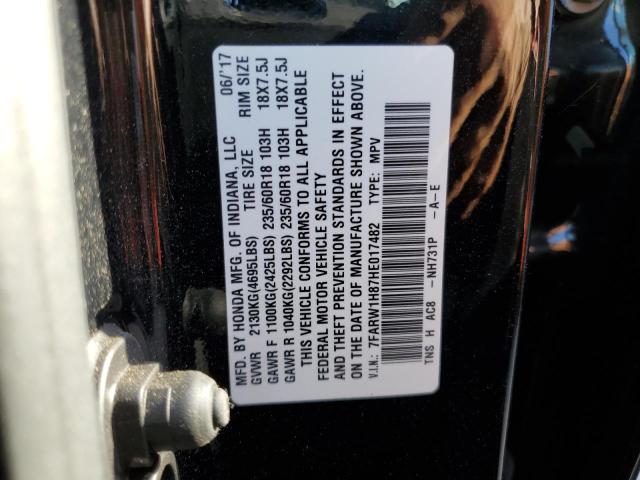 MFD. BY HONDA MFG. OF INDIANA, LLC 06/'17
GVWR 2130KG(4695LBS) TIRE SIZE RIM SIZE
GAWR F 1100KG(2425LBS) 235/60R18 103H 18X7.5J
GAWR R 1040KG(2292LBS) 235/60R18 103H 18X7.5J
THIS VEHICLE CONFORMS TO ALL APPLICABLE
FEDERAL MOTOR VEHICLE SAFETY
AND THEFT PREVENTION STANDARDS IN EFFECT
ON THE DATE OF MANUFACTURE SHOWN ABOVE.
V.I.N.: 7FARW1H87HE017462 TYPE: MPV
TNS H AC8 -NH731P -A-E